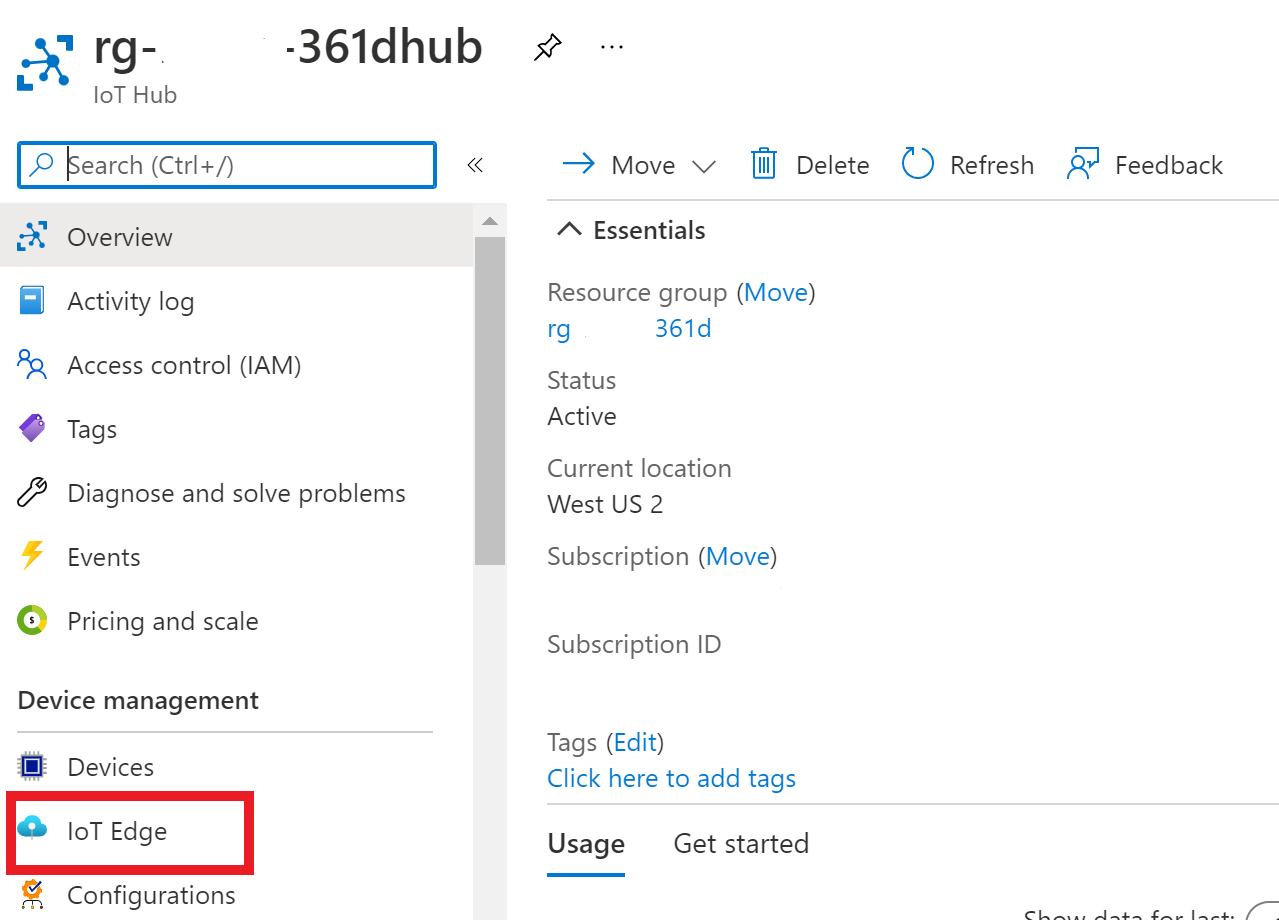 rg- -361dhub
IoT Hub
Search (Ctrl+/)
Overview
Activity log
Access control (IAM)
Tags
Diagnose and solve problems
Events
Pricing and scale
Device management
Devices
IoT Edge
Configurations
Move
Delete
Refresh
Feedback
Essentials
Resource group (Move)
rg 361d
Status
Active
Current location
West US 2
Subscription (Move)
Subscription ID
Tags (Edit)
Click here to add tags
Usage
Get started
Show data for last: